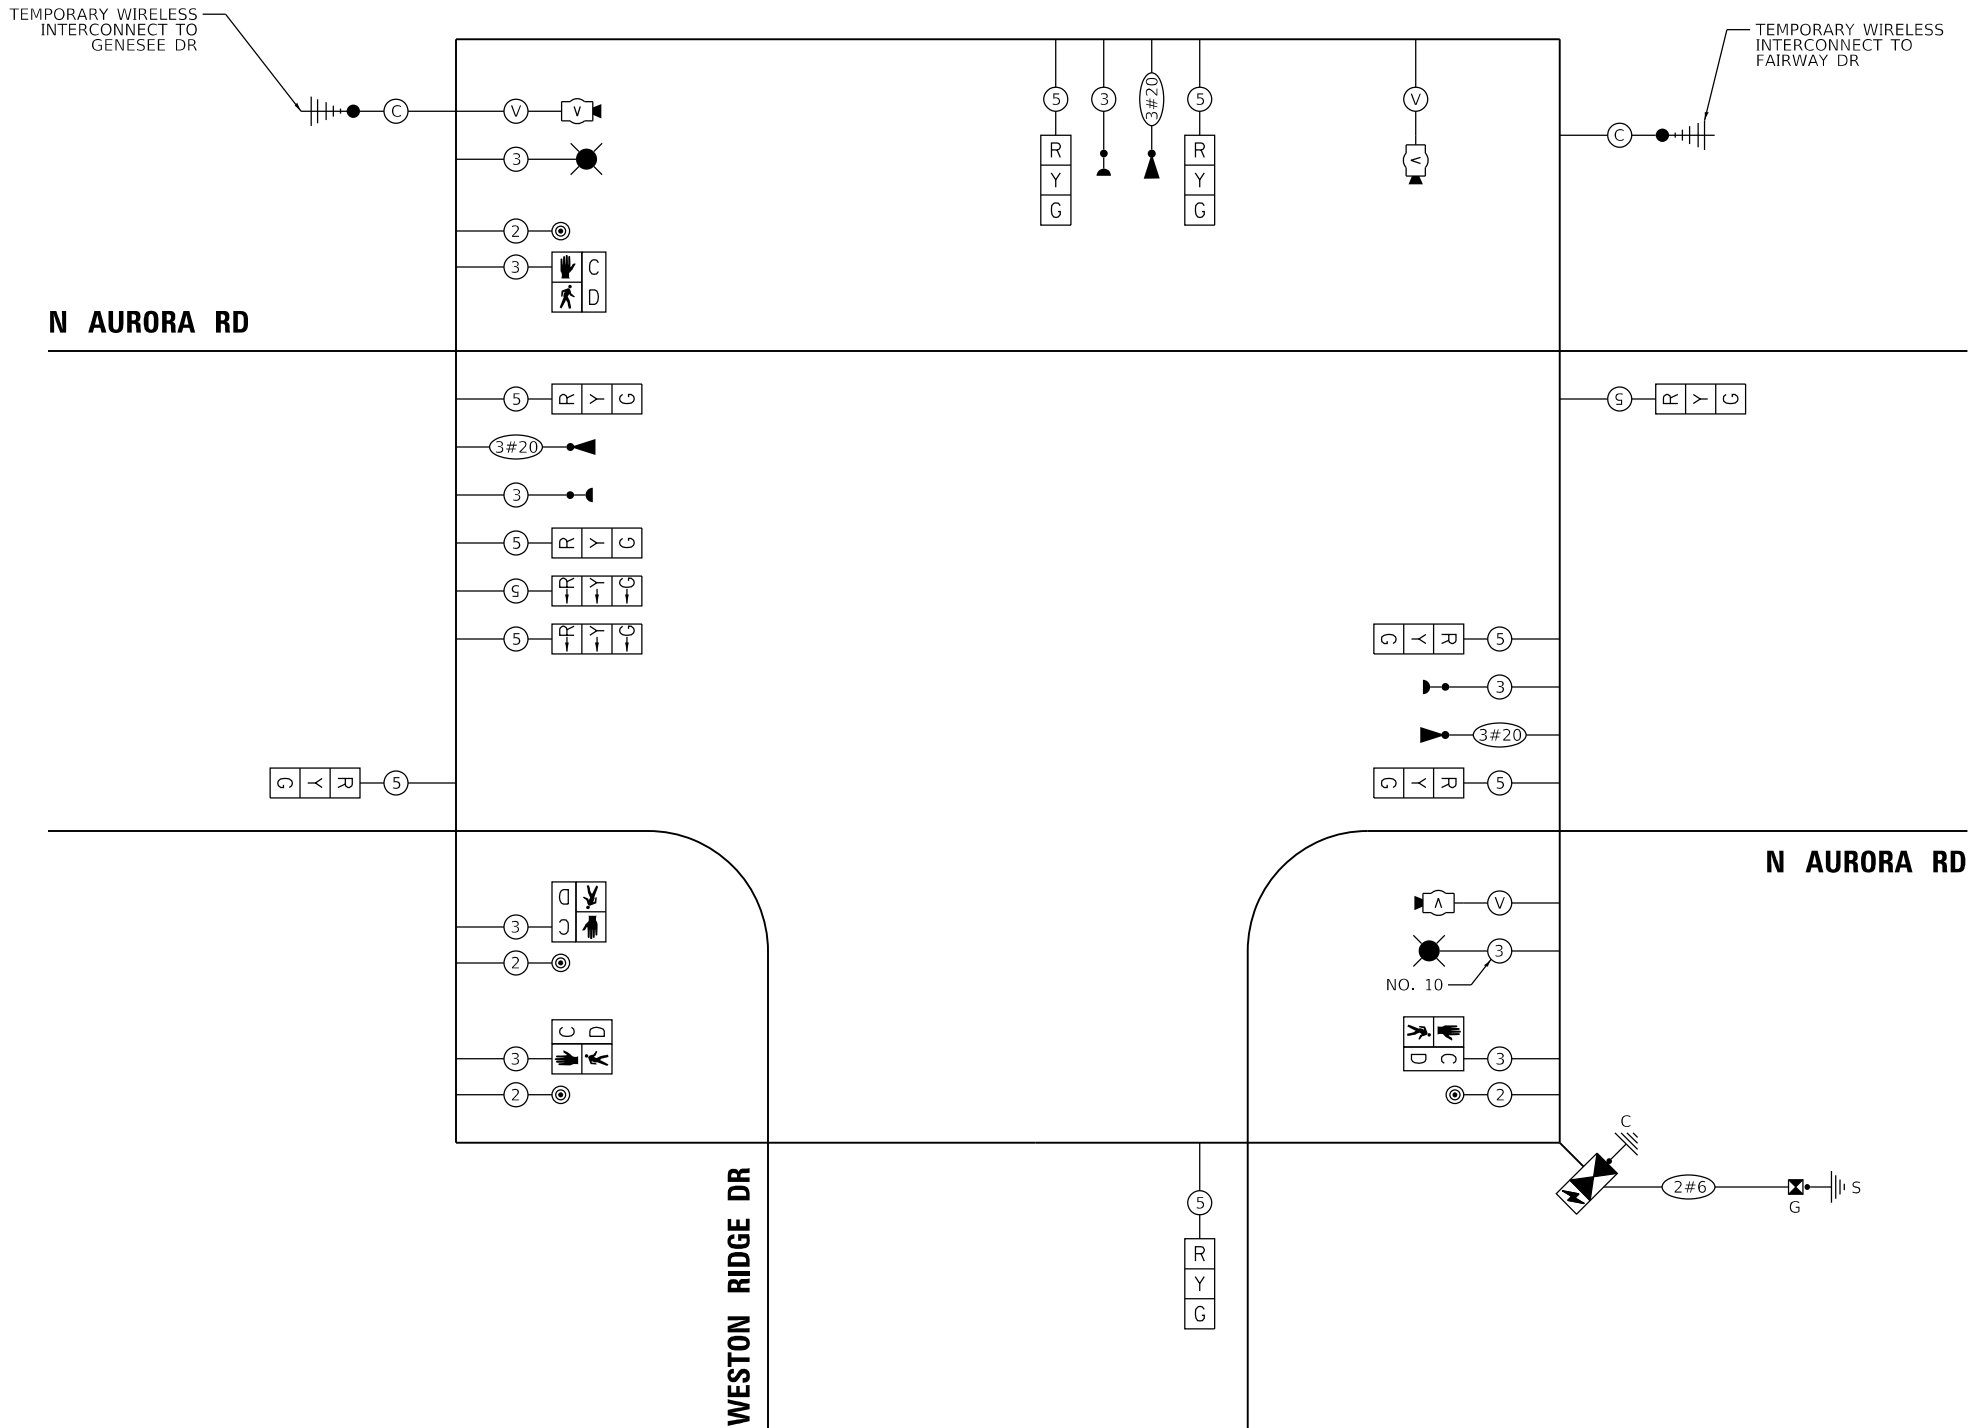 TEMPORARY WIRELESS
INTERCONNECT TO
GENESEE DR
TEMPORARY WIRELESS
INTERCONNECT TO
FAIRWAY DR
C
V
V
3
5
3
3#20
5
V
V
R
Y
G
R
Y
G
C
2
3
C
D
N AURORA RD
5 R Y G
5 R Y G
3#20
3
5 R Y G
5 R Y G
5 R Y G
G Y R 5
3
3#20
G Y R 5
G Y R 5
N AURORA RD
D
C
3
2
V V
3
NO. 10
C D
3
2
D C 3
2
C
2#6
S
G
WESTON RIDGE DR
5
R
Y
G